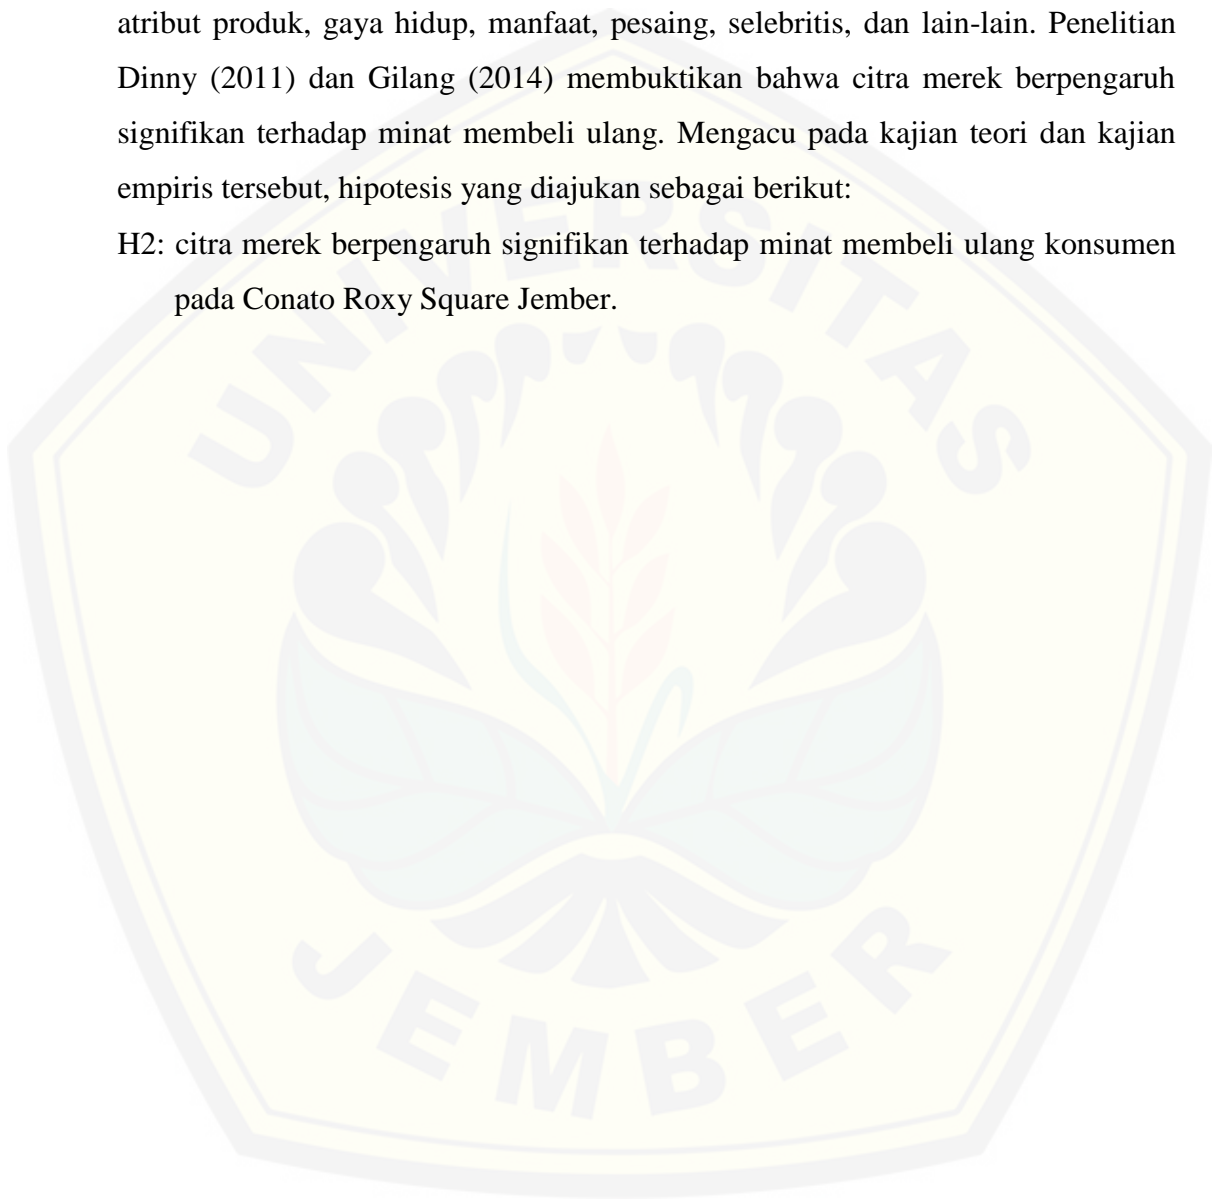 atribut produk, gaya hidup, manfaat, pesaing, selebritis, dan lain-lain. Penelitian
Dinny (2011) dan Gilang (2014) membuktikan bahwa citra merek berpengaruh
signifikan terhadap minat membeli ulang. Mengacu pada kajian teori dan kajian
empiris tersebut, hipotesis yang diajukan sebagai berikut:
H2: citra merek berpengaruh signifikan terhadap minat membeli ulang konsumen
pada Conato Roxy Square Jember.
UNIVERSITAS
JEMBER